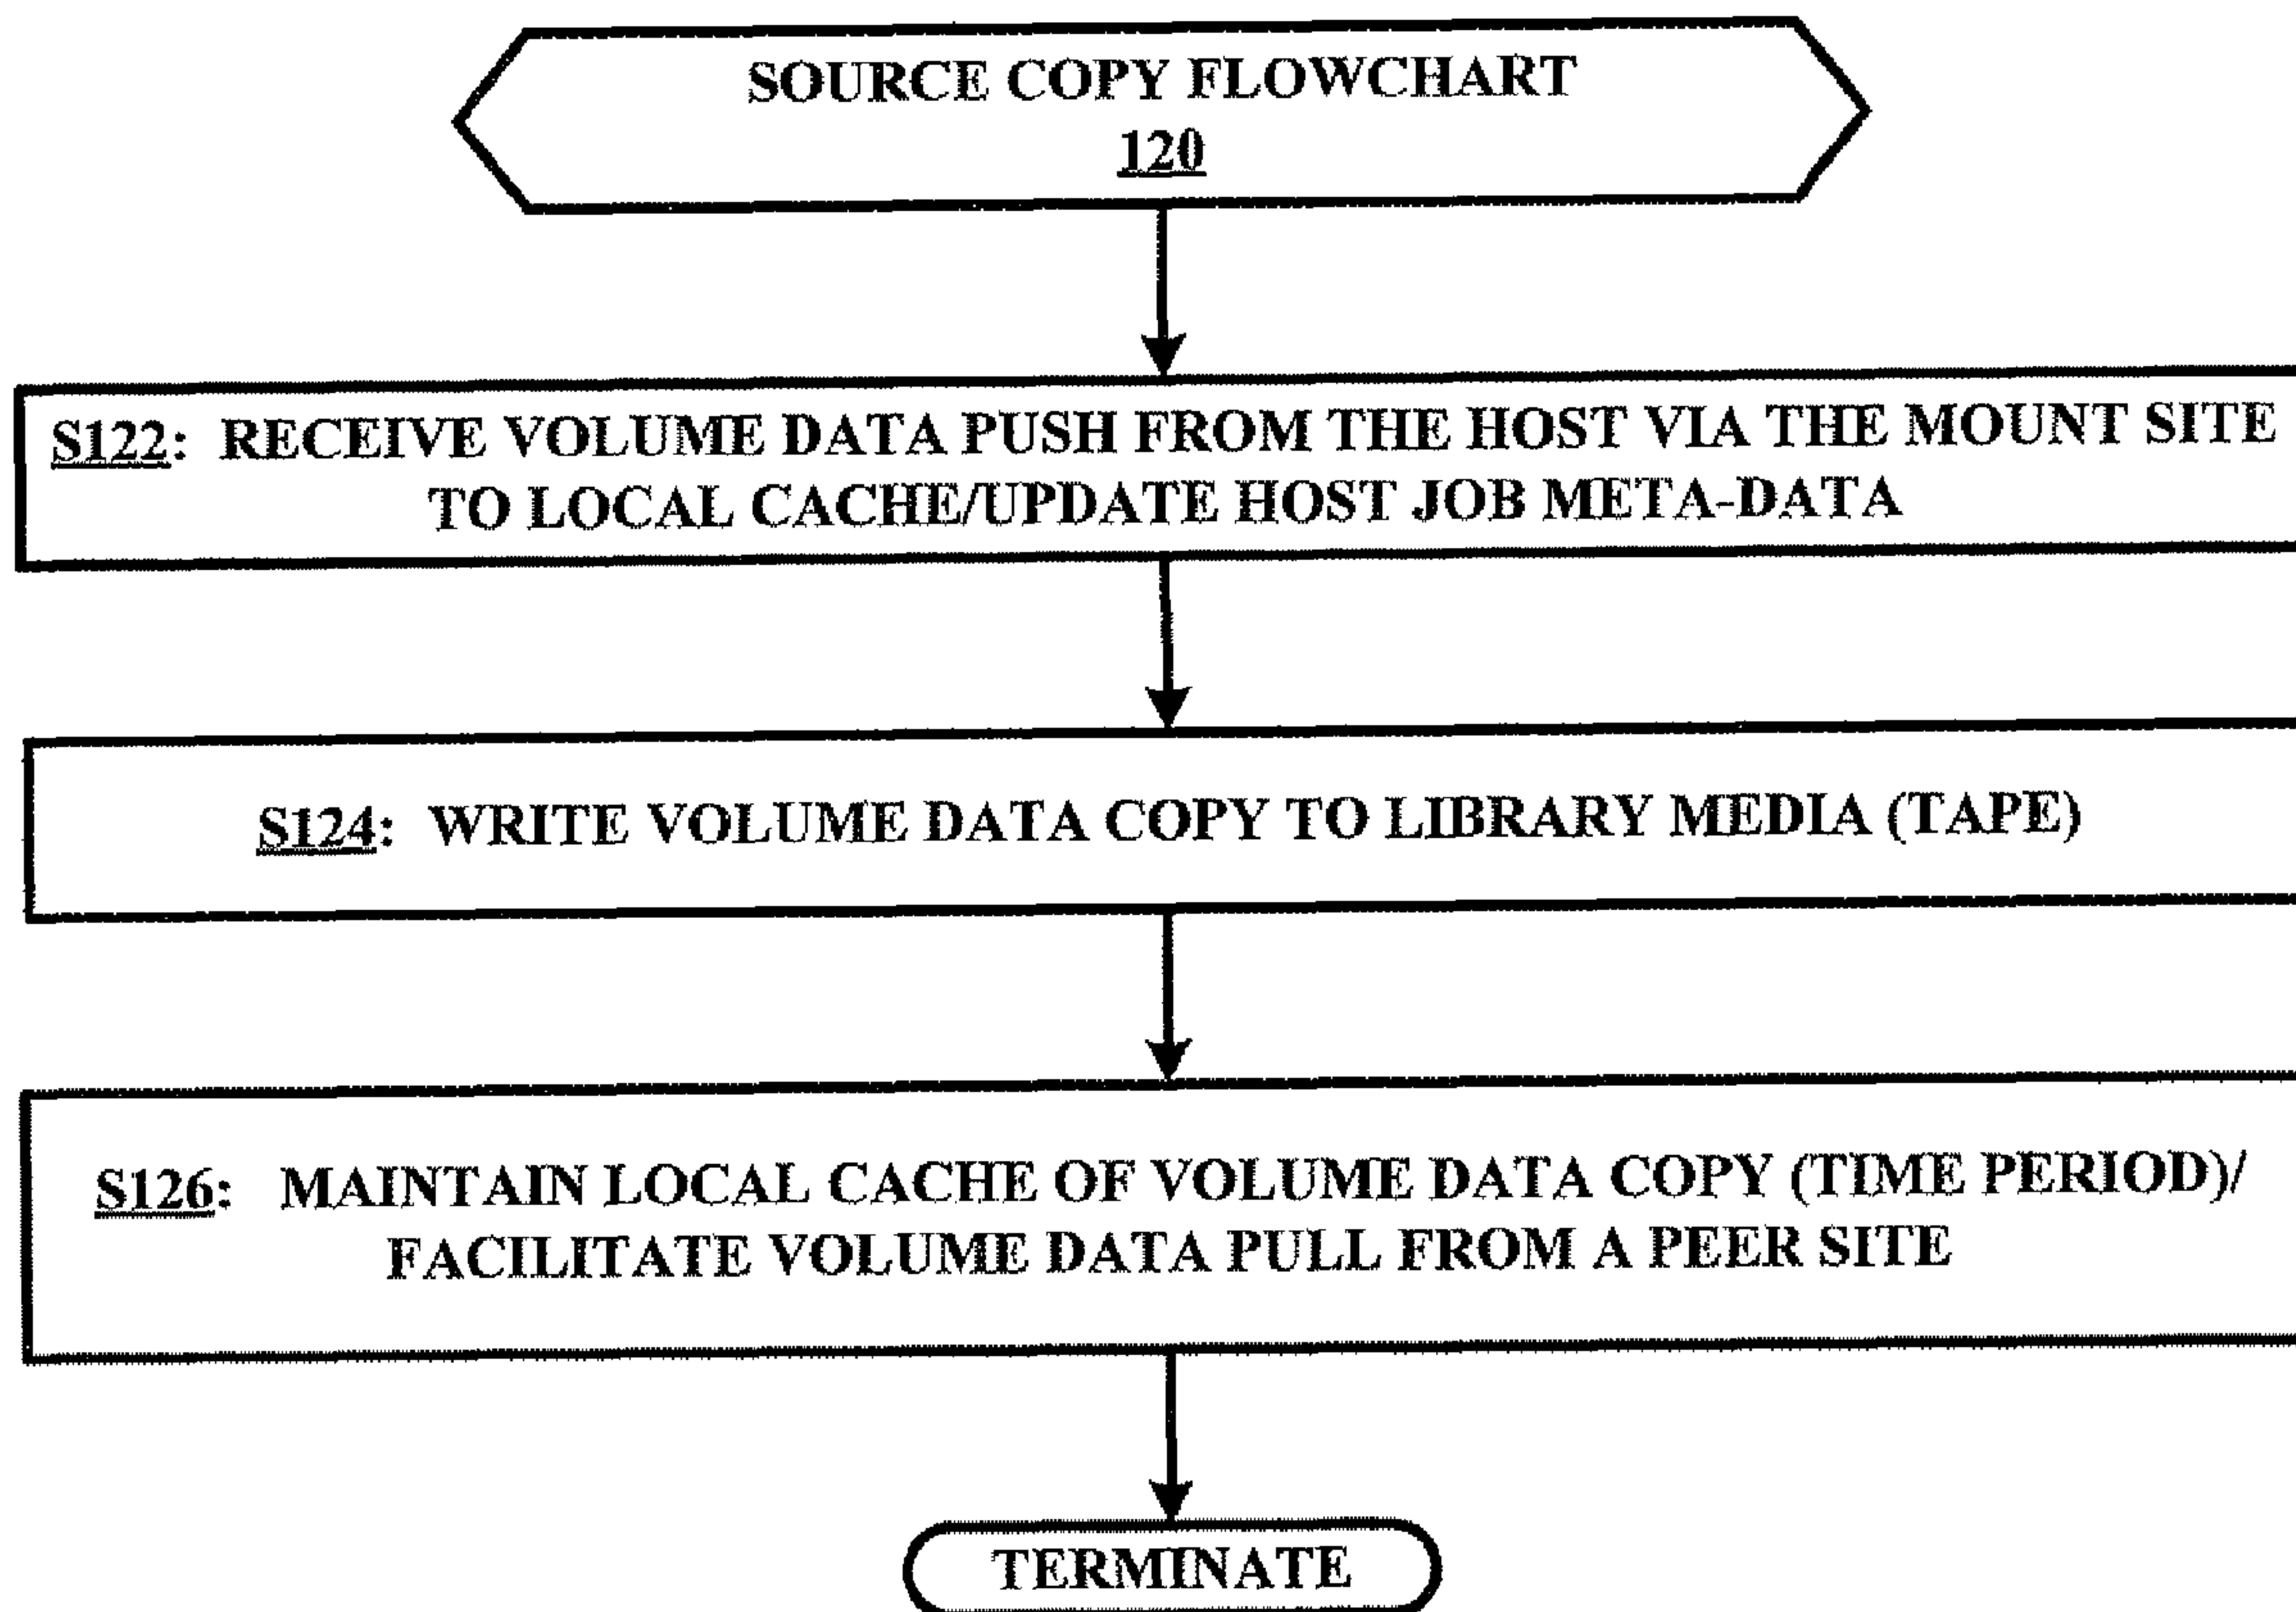 SOURCE COPY FLOWCHART
120
S122: RECEIVE VOLUME DATA PUSH FROM THE HOST VIA THE MOUNT SITE
TO LOCAL CACHE/UPDATE HOST JOB META-DATA
S124: WRITE VOLUME DATA COPY TO LIBRARY MEDIA (TAPE)
S126: MAINTAIN LOCAL CACHE OF VOLUME DATA COPY (TIME PERIOD)/
FACILITATE VOLUME DATA PULL FROM A PEER SITE
TERMINATE